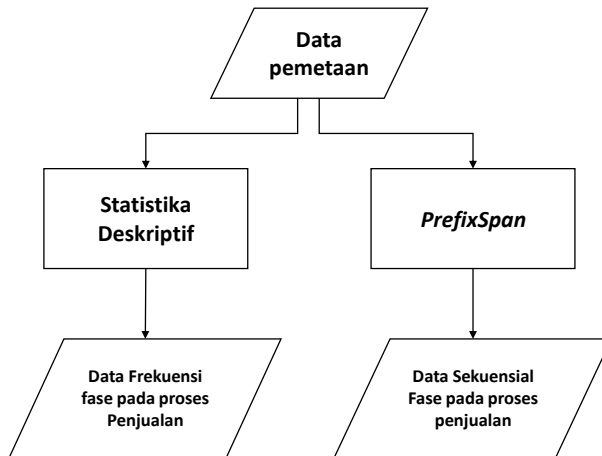 Data
pemetaan
Statistika
Deskriptif
PrefixSpan
Data Frekuensi
fase pada proses
Penjualan
Data Sekuensial
Fase pada proses
penjualan